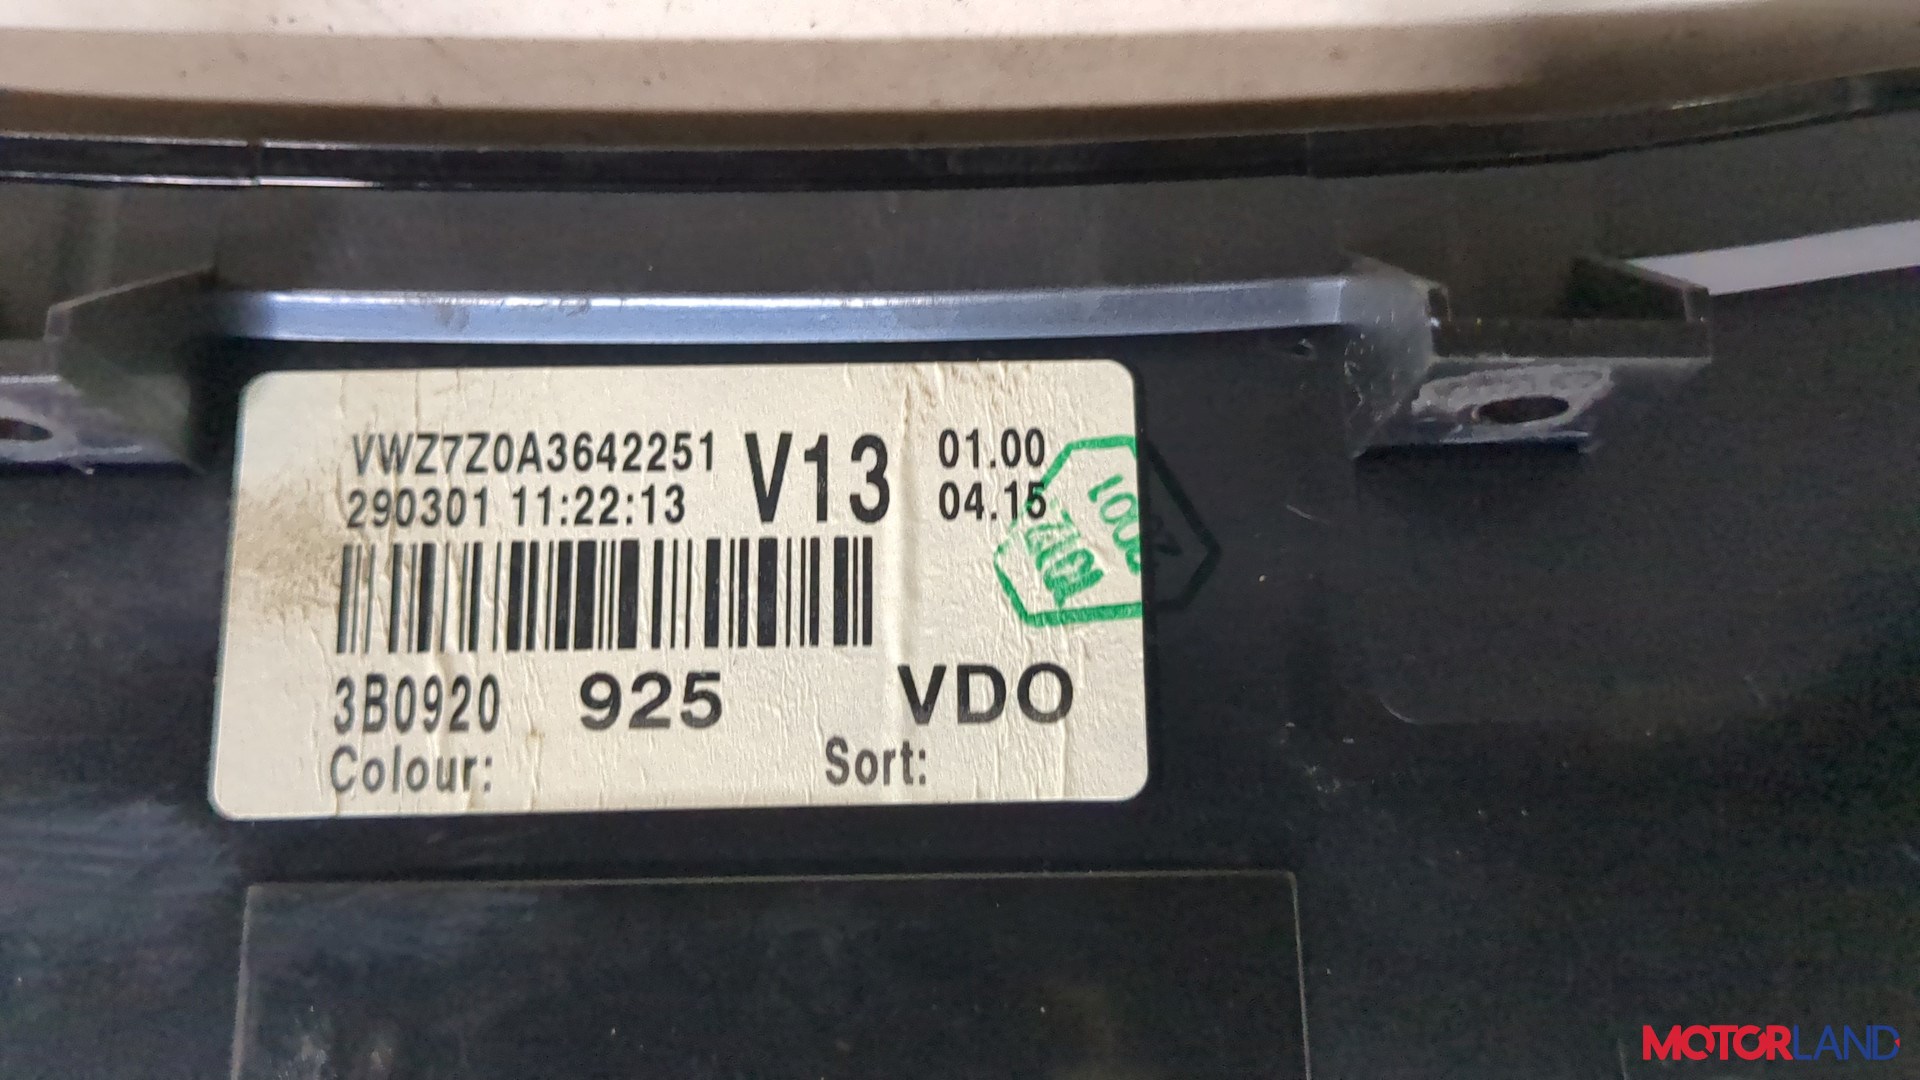 VWZ7Z0A3642251 V13 01.00
290301 11:22:13 04.15
3B0920 925 VDO
Colour: Sort:
MOTORLAND